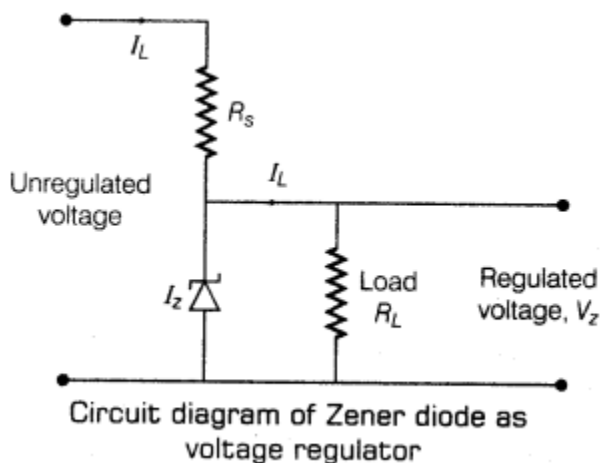 I_L
R_s
Unregulated
voltage
I_L
I_z
Load
R_L
Regulated
voltage, V_z
Circuit diagram of Zener diode as
voltage regulator